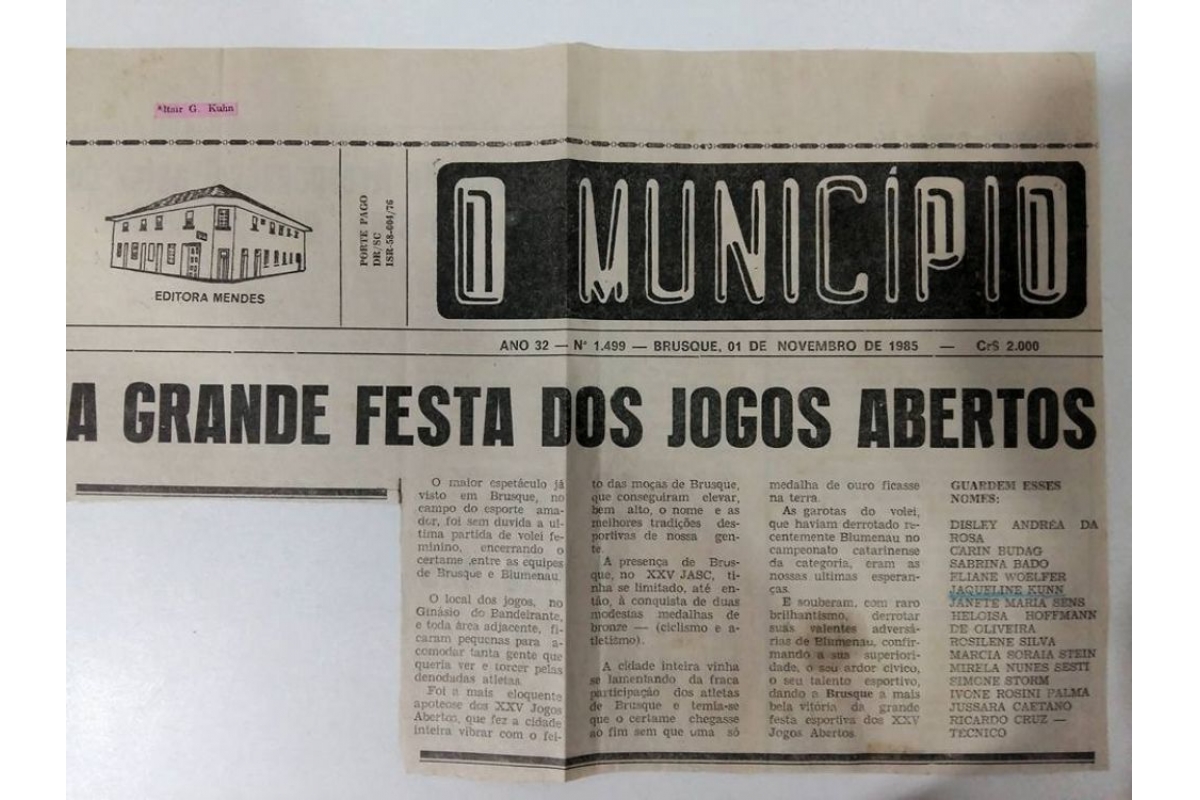 Altair G. Kuhn
EDITORA MENDES
PORTE PAGO
DR/SC
ISR-58-604/76
O MUNICÍPIO
ANO 32 — Nº 1.499 — BRUSQUE, 01 DE NOVEMBRO DE 1985 — Cr$ 2.000
A GRANDE FESTA DOS JOGOS ABERTOS
O maior espetáculo já
visto em Brusque, no
campo do esporte ama-
dor, foi sem duvida a ul-
tima partida de volei fe-
minino, encerrando o
certame ,entre as equipes
de Brusque e Blumenau.
O local dos jogos, no
Ginásio do Bandeirante,
e toda área adjacente, fi-
caram pequenas para a-
comodar tanta gente que
queria ver e torcer pelas
denodadas atletas.
Foi a mais eloquente
apoteose dos XXV Jogos
Abertos, que fez a cidade
inteira vibrar com o fei-
to das moças de Brusque,
que conseguiram elevar,
bem alto, o nome e as
melhores tradições des-
portivas de nossa gen-
te.
A presença de Brus-
que, no XXV JASC, ti-
nha se limitado, até en-
tão, à conquista de duas
modestas medalhas de
bronze — (ciclismo e a-
tletismo).
A cidade inteira vinha
se lamentando da fraca
participação dos atletas
de Brusque e temia-se
que o certame chegasse
ao fim sem que uma só
medalha de ouro ficasse
na terra.
As garotas do volei,
que haviam derrotado re-
centemente Blumenau no
campeonato catarinense
da categoria, eram as
nossas ultimas esperan-
ças.
E souberam, com raro
brilhantismo, derrotar
suas valentes adversá-
rias de Blumenau, confir-
mando a sua superiori-
dade, o seu ardor cívico,
o seu talento esportivo,
dando a Brusque a mais
bela vitória da grande
festa esportiva dos XXV
Jogos Abertos
GUARDEM ESSES
NOMES:
DISLEY ANDRÉA DA
ROSA
CARIN BUDAG
SABRINA BADO
ELIANE WOELFER
JAQUELINE KUNN
JANETE MARIA SENS
HELOISA HOFFMANN
DE OLIVEIRA
ROSILENE SILVA
MARCIA SORAIA STEIN
MIRELA NUNES SESTI
SIMONE STORM
IVONE ROSINI PALMA
JUSSARA CAETANO
RICARDO CRUZ —
TECNICO